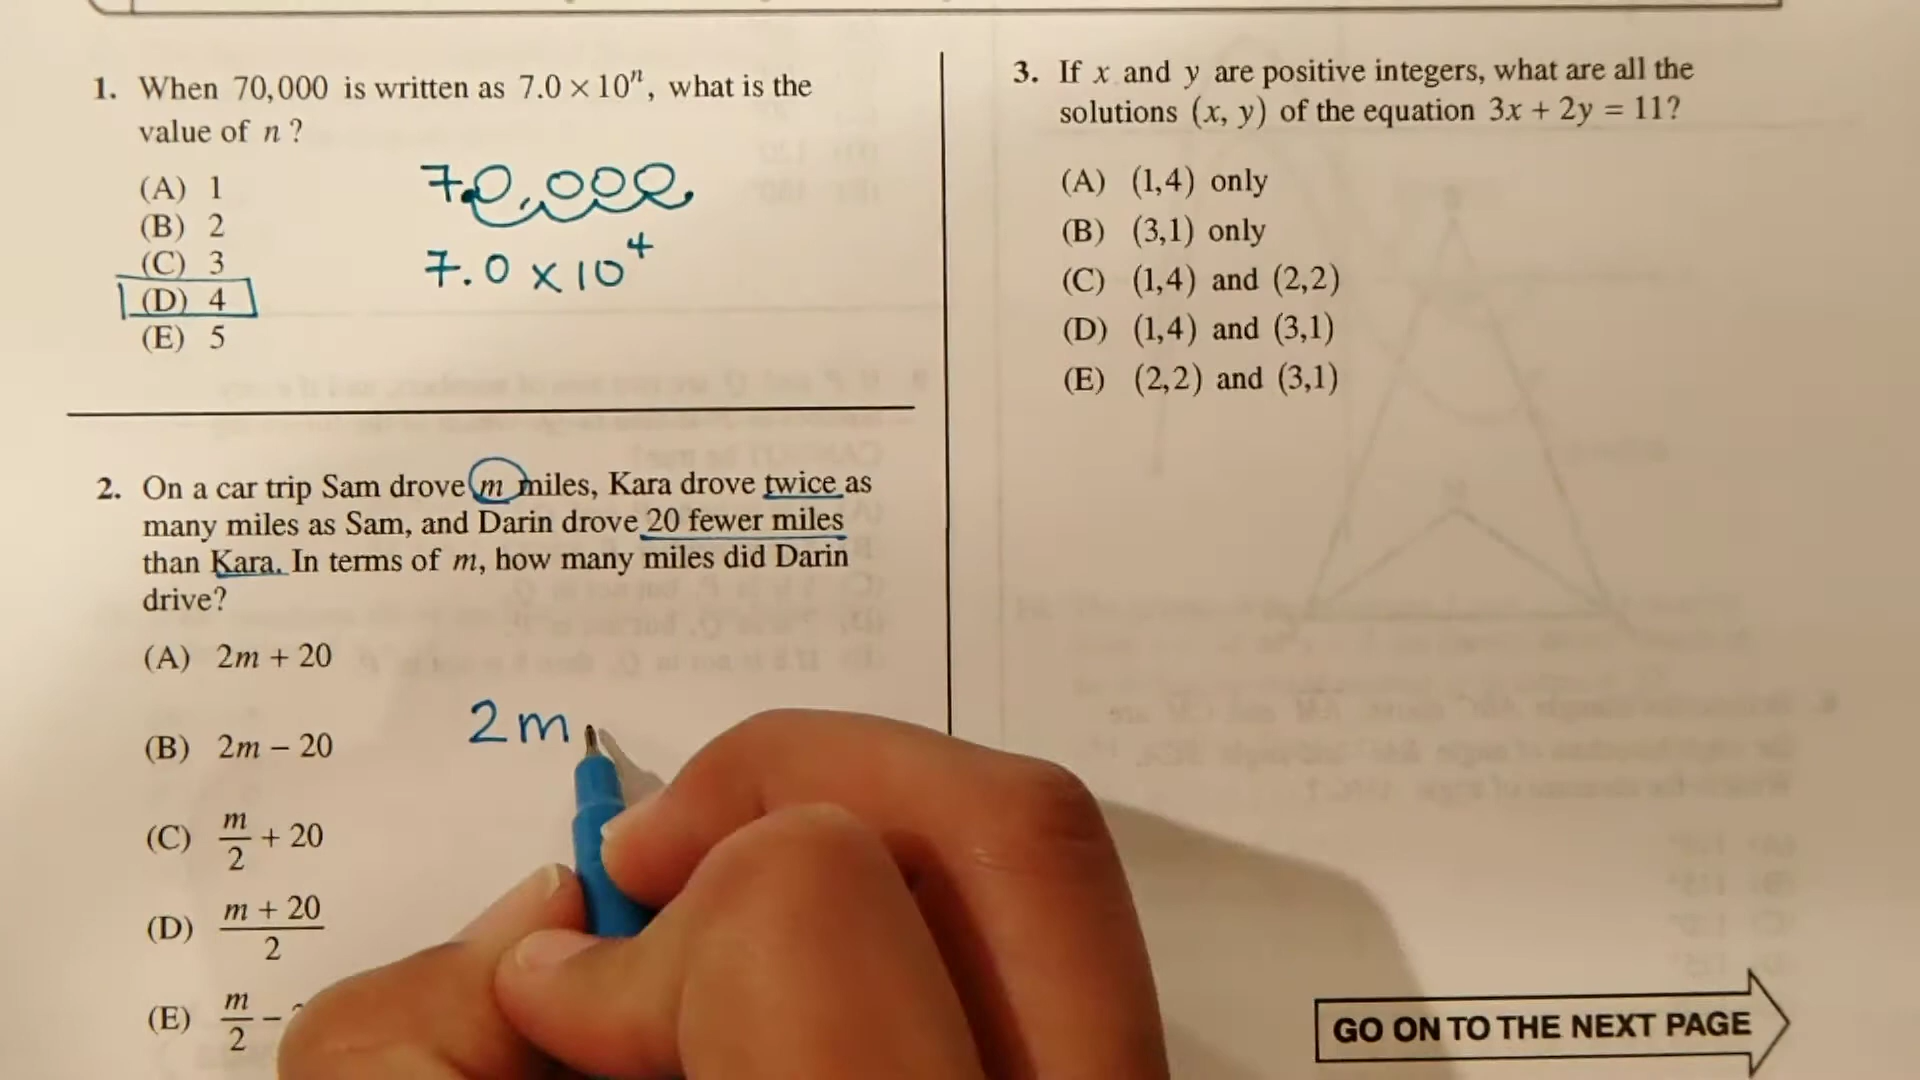 1. When 70,000 is written as 7.0 × 10ⁿ, what is the
value of n ?
(A) 1
(B) 2
(C) 3
(D) 4
(E) 5
70,000.
7.0 x 10⁴
2. On a car trip Sam drove m miles, Kara drove twice as
many miles as Sam, and Darin drove 20 fewer miles
than Kara. In terms of m, how many miles did Darin
drive?
(A) 2m + 20
(B) 2m – 20
(C) m/2 + 20
(D) (m + 20)/2
(E) m/2 –
2m
3. If x and y are positive integers, what are all the
solutions (x, y) of the equation 3x + 2y = 11?
(A) (1,4) only
(B) (3,1) only
(C) (1,4) and (2,2)
(D) (1,4) and (3,1)
(E) (2,2) and (3,1)
GO ON TO THE NEXT PAGE